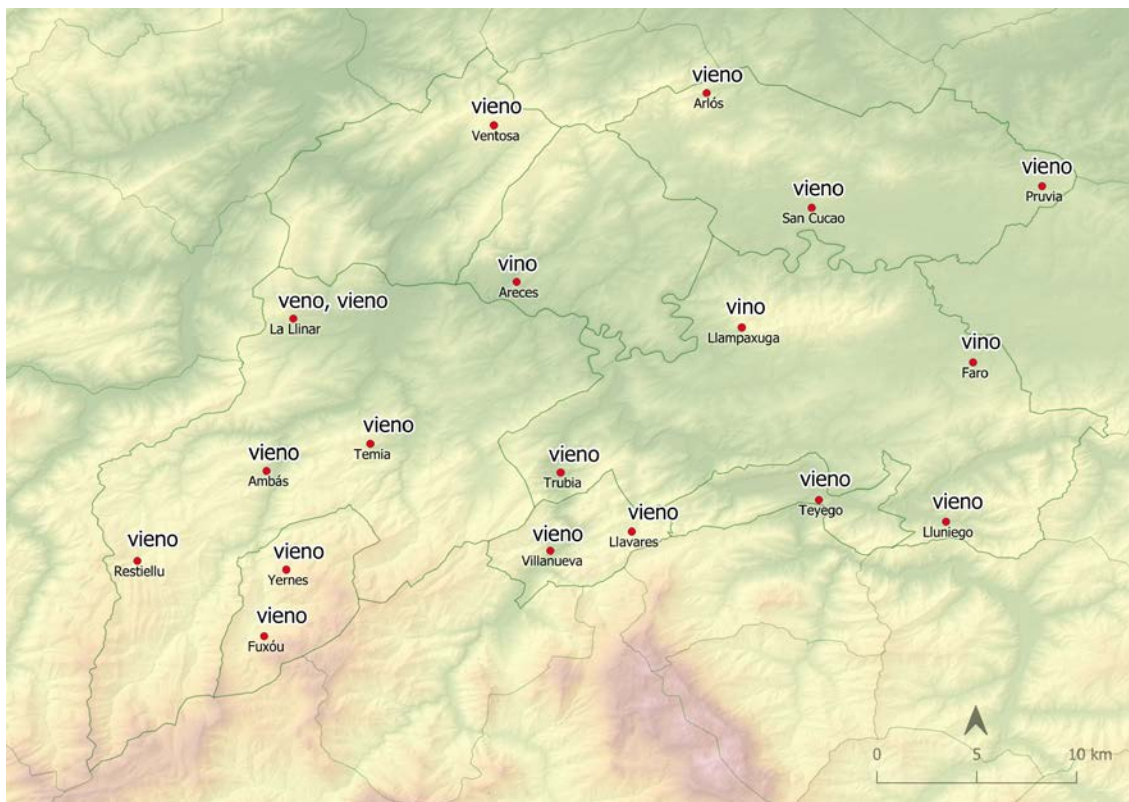 vieno
Arlós
vieno
Ventosa
vieno
Pruvia
vieno
San Cucao
vino
Areces
veno, vieno
La Llinar
vino
Llampaxuga
vino
Faro
vieno
Temia
vieno
Ambás
vieno
Trubia
vieno
Teyego
vieno
Lluniego
vieno
Llavares
vieno
Villanueva
vieno
Restiellu
vieno
Yernes
vieno
Fuxóu
0 5 10 km